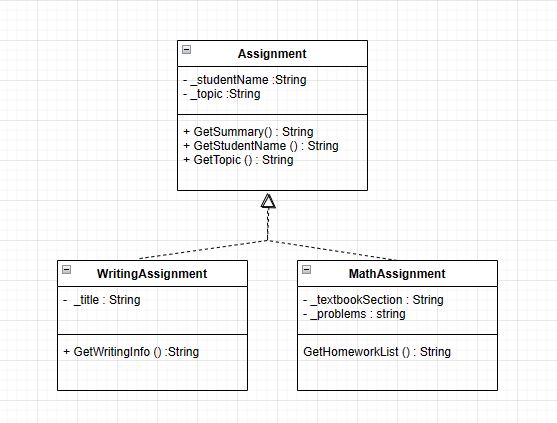 Assignment
- _studentName :String
- _topic :String
+ GetSummary() : String
+ GetStudentName () : String
+ GetTopic () : String
WritingAssignment
- _title : String
+ GetWritingInfo () :String
MathAssignment
- _textbookSection : String
- _problems : string
GetHomeworkList () : String